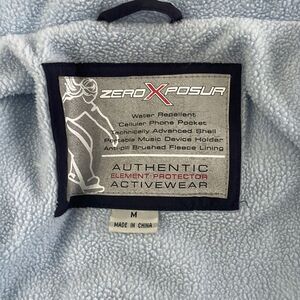 ZEROXPOSUR
Water Repellent
Cellular Phone Pocket
Technically Advanced Shell
Portable Music Device Holder
Anti-pill Brushed Fleece Lining
AUTHENTIC
ELEMENT-PROTECTOR
ACTIVEWEAR
M
MADE IN CHINA